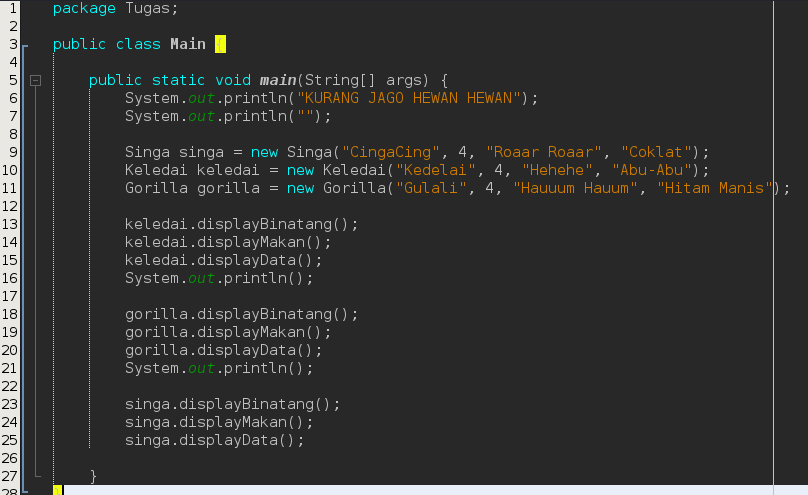 1 package Tugas;
2
3 public class Main {
4
5 public static void main(String[] args) {
6 System.out.println("KURANG JAGO HEWAN HEWAN");
7 System.out.println("");
8
9 Singa singa = new Singa("CingaCing", 4, "Roaar Roaar", "Coklat");
10 Keledai keledai = new Keledai("Kedelai", 4, "Hehehe", "Abu-Abu");
11 Gorilla gorilla = new Gorilla("Gulali", 4, "Hauuum Hauum", "Hitam Manis");
12
13 keledai.displayBinatang();
14 keledai.displayMakan();
15 keledai.displayData();
16 System.out.println();
17
18 gorilla.displayBinatang();
19 gorilla.displayMakan();
20 gorilla.displayData();
21 System.out.println();
22
23 singa.displayBinatang();
24 singa.displayMakan();
25 singa.displayData();
26
27 }
28 }